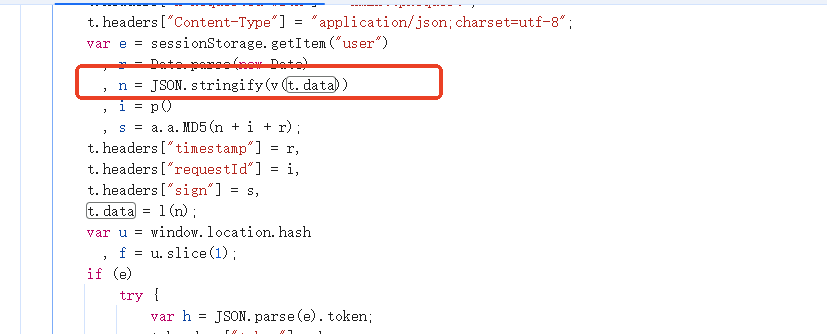 t.headers["Content-Type"] = "application/json;charset=utf-8";
var e = sessionStorage.getItem("user")
, r = Date.parse(new Date)
, n = JSON.stringify(v(t.data))
, i = p()
, s = a.a.MD5(n + i + r);
t.headers["timestamp"] = r,
t.headers["requestId"] = i,
t.headers["sign"] = s,
t.data = l(n);
var u = window.location.hash
, f = u.slice(1);
if (e)
try {
var h = JSON.parse(e).token;